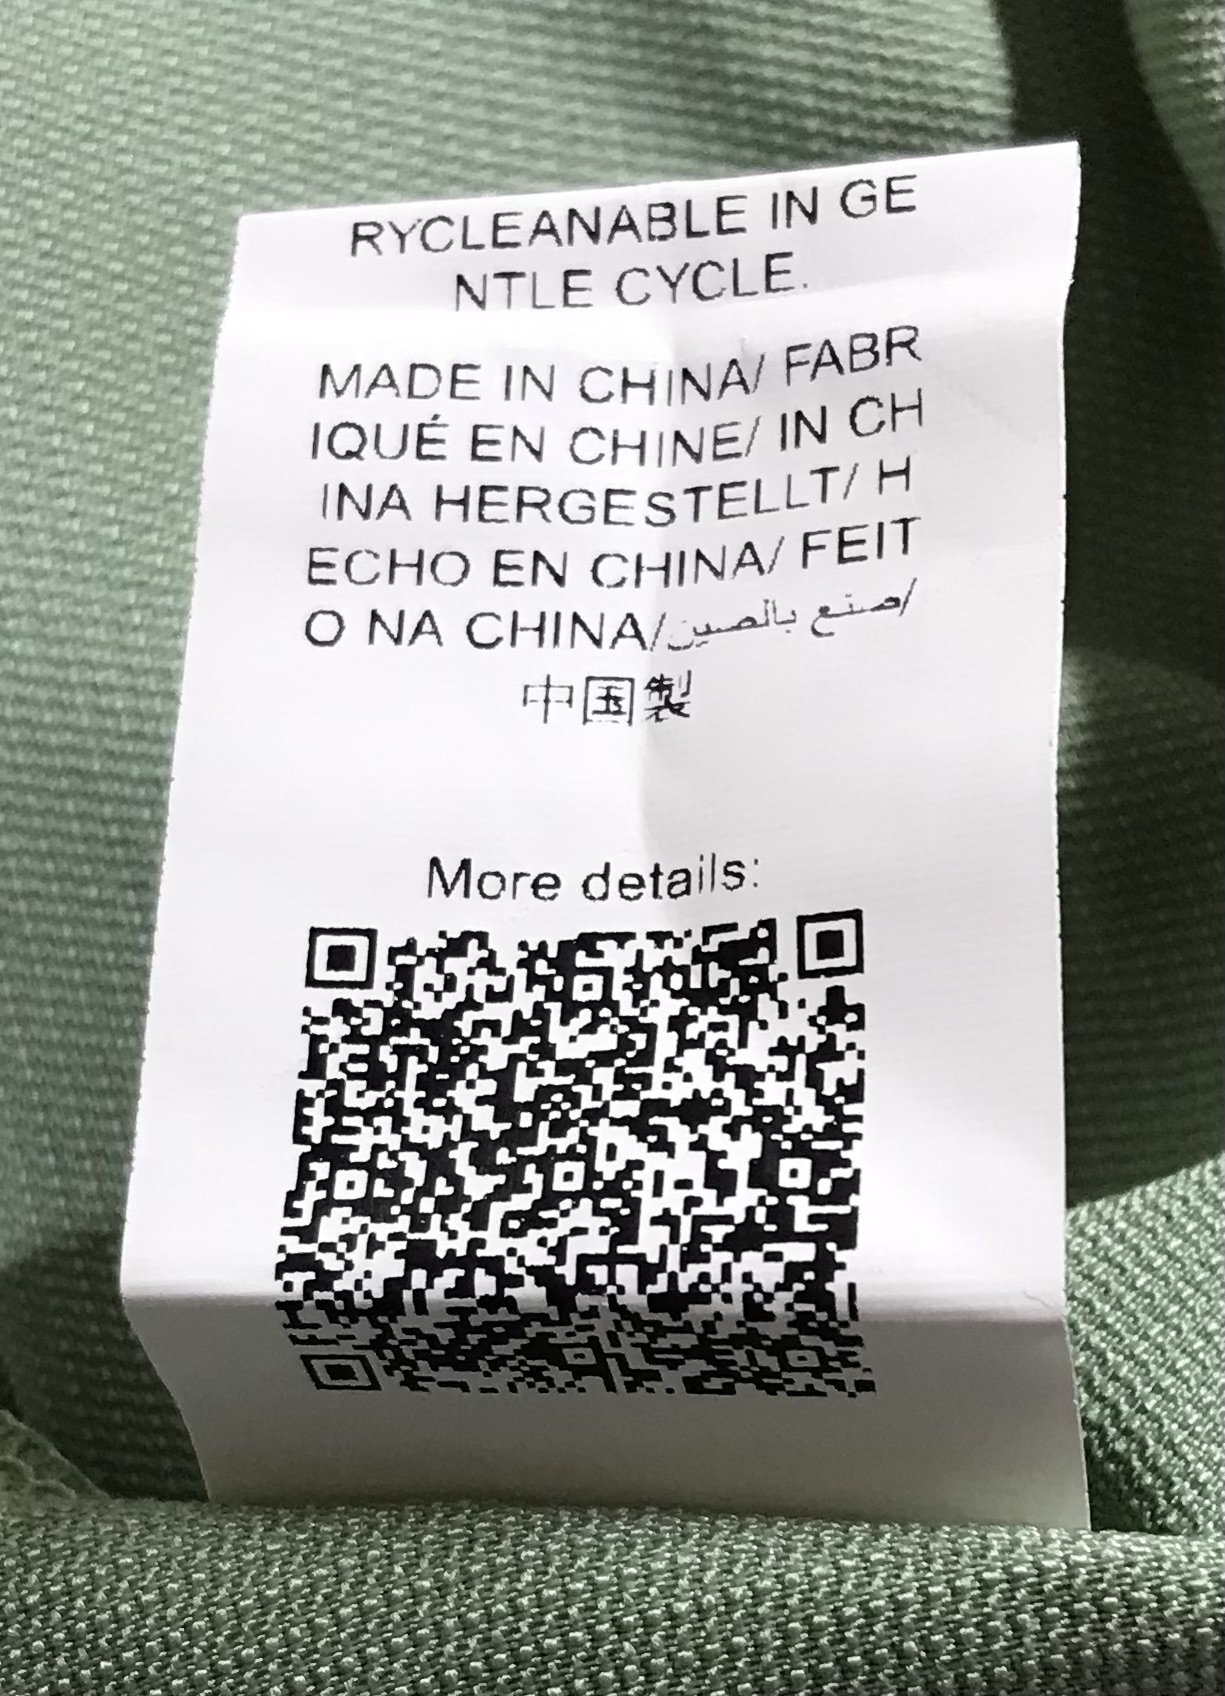 RYCLEANABLE IN GE
NTLE CYCLE.
MADE IN CHINA/ FABR
IQUÉ EN CHINE/ IN CH
INA HERGESTELLT/ H
ECHO EN CHINA/ FEIT
O NA CHINA/صنع بالصين/
中国製
More details: